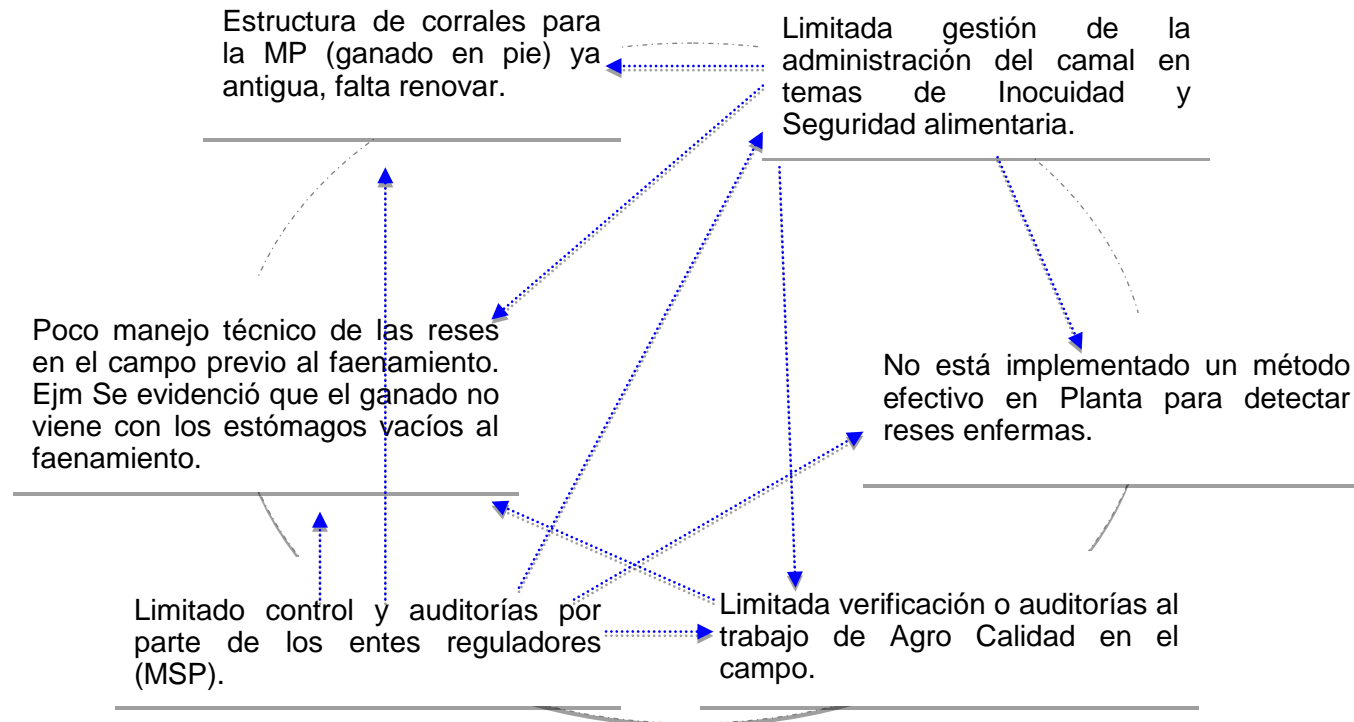 Estructura de corrales para
la MP (ganado en pie) ya
antigua, falta renovar.
Limitada gestión de la
administración del camal en
temas de Inocuidad y
Seguridad alimentaria.
Poco manejo técnico de las reses
en el campo previo al faenamiento.
Ejm Se evidenció que el ganado no
viene con los estómagos vacíos al
faenamiento.
No está implementado un método
efectivo en Planta para detectar
reses enfermas.
Limitado control y auditorías por
parte de los entes reguladores
(MSP).
Limitada verificación o auditorías al
trabajo de Agro Calidad en el
campo.